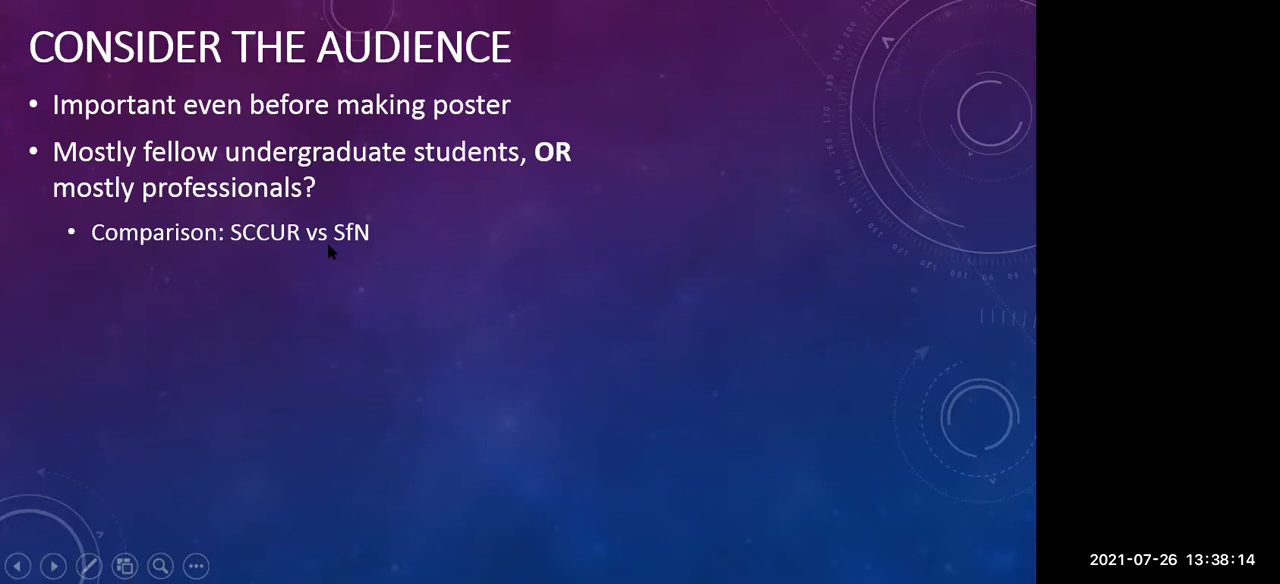 CONSIDER THE AUDIENCE
• Important even before making poster
• Mostly fellow undergraduate students, OR
mostly professionals?
• Comparison: SCCUR vs SfN
2021-07-26 13:38:14